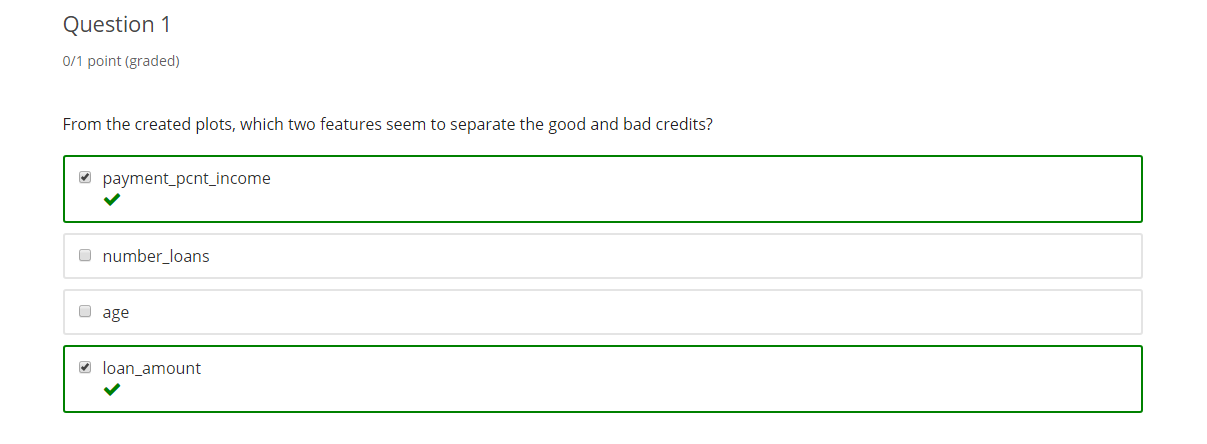 Question 1
0/1 point (graded)
From the created plots, which two features seem to separate the good and bad credits?
payment_pcnt_income
number_loans
age
loan_amount